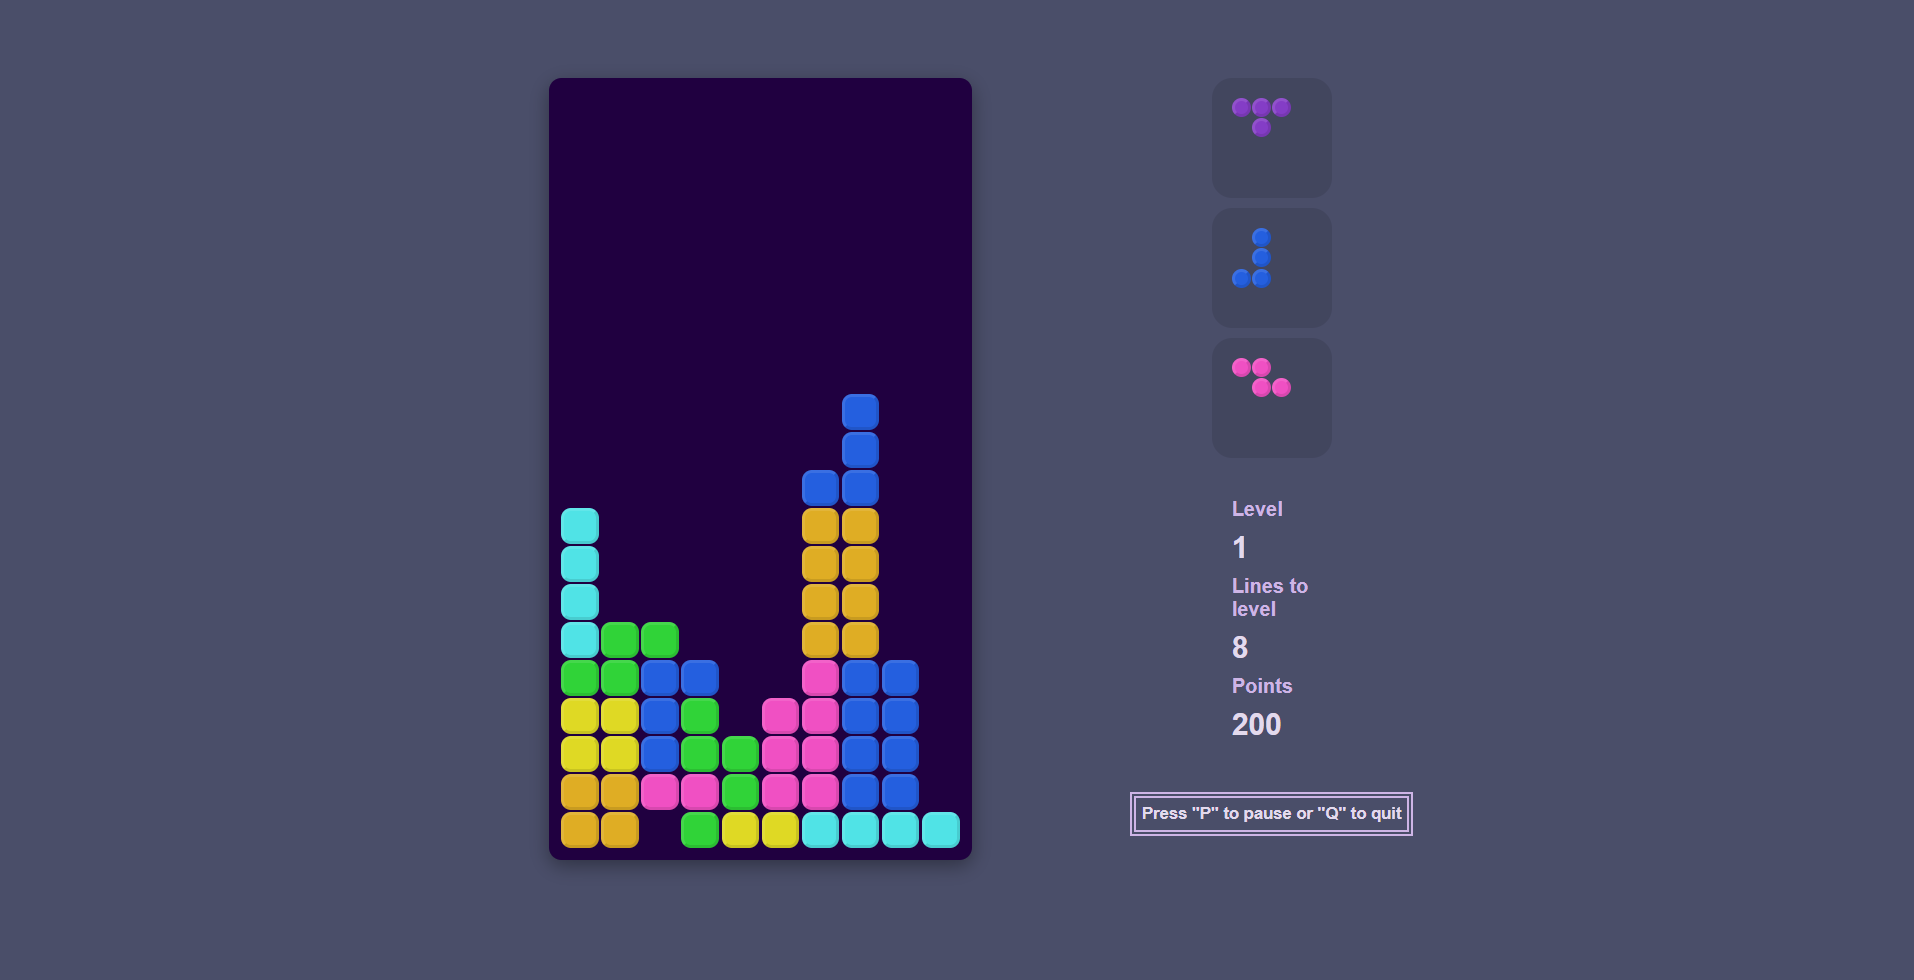 Level
1
Lines to
level
8
Points
200
Press "P" to pause or "Q" to quit